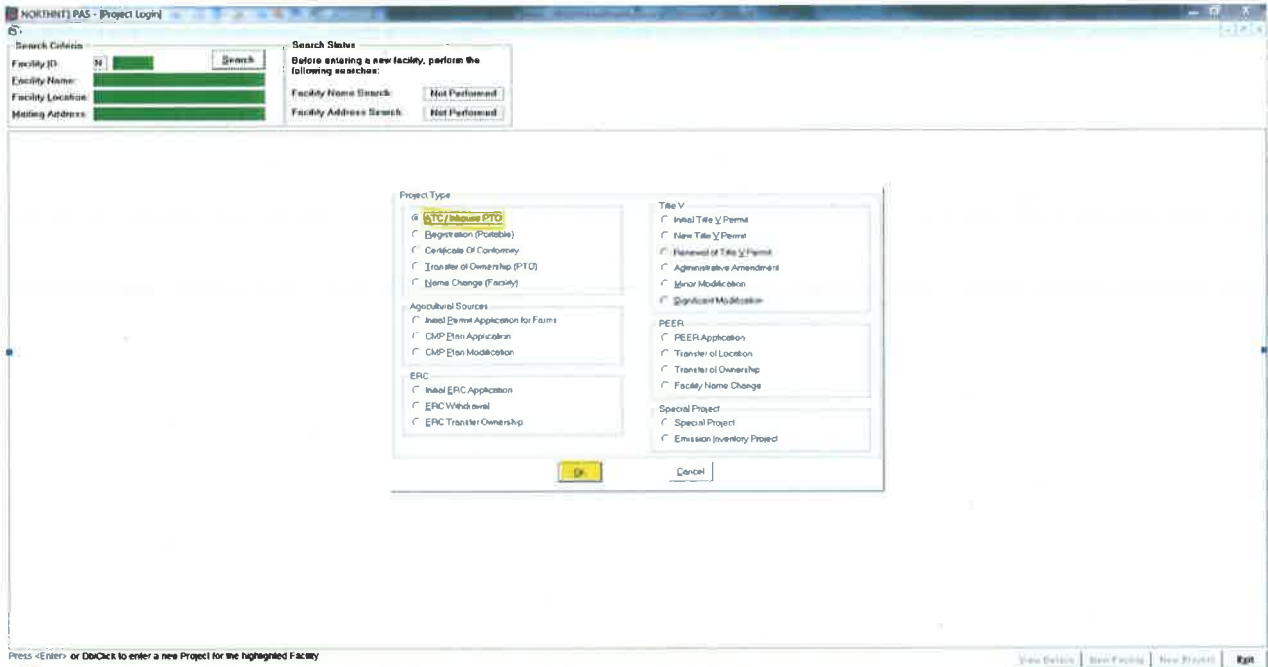 NORTHNT] PAS - [Project Login]
Search Criteria
Facility ID: N
Search
Facility Name:
Facility Location:
Mailing Address:
Search Status
Before entering a new facility, perform the
following searches:
Facility Name Search: Not Performed
Facility Address Search: Not Performed
Project Type
ATC / Inhouse PTO
Registration (Portable)
Certificate Of Conformity
Transfer of Ownership (PTO)
Name Change (Facility)
Agricultural Sources
Initial Permit Application for Farms
CMP Plan Application
CMP Plan Modification
ERC
Initial ERC Application
ERC Withdrawal
ERC Transfer Ownership
Title V
Initial Title V Permit
New Title V Permit
Renewal of Title V Permit
Administrative Amendment
Minor Modification
Significant Modification
PEER
PEER Application
Transfer of Location
Transfer of Ownership
Facility Name Change
Special Project
Special Project
Emission Inventory Project
Cancel
Press <Enter> or DblClick to enter a new Project for the highlighted Facility
View Details New Facility New Project Exit